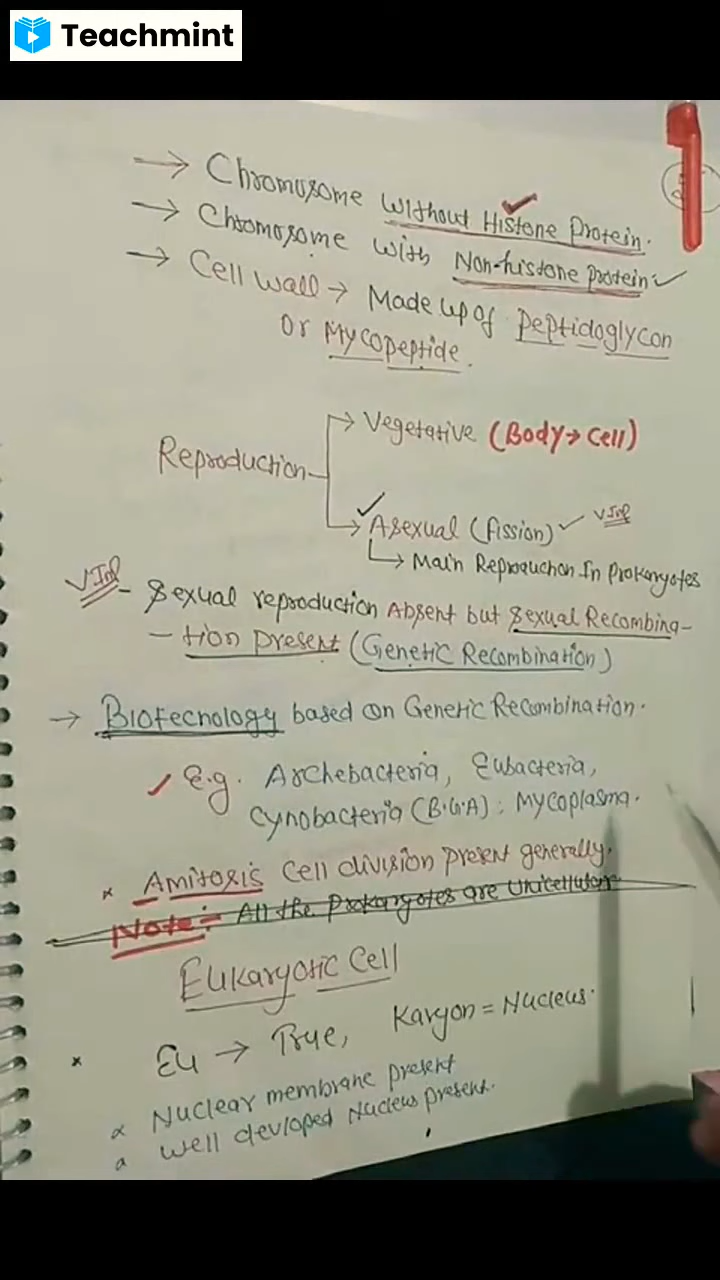 Teachmint
→ Chromosome without Histone Protein.
→ Chromosome with Non-histone protein ✓
→ Cell wall → Made up of Peptidoglycon
or Mycopeptide.
→ Vegetative (Body → Cell)
Reproduction
→ Asexual (Fission) ✓ V.Imp
→ Main Reproduction In Prokaryotes
V Imp - Sexual reproduction Absent but Sexual Recombina-
- tion present (Genetic Recombination)
→ Biotecnology based on Genetic Recombination.
E.g. Archebacteria, Eubacteria,
Cynobacteria (B.G.A), Mycoplasma.
x Amitosis Cell division present generally.
Note:- All the Prokaryotes are Unicellular
Eukaryotic Cell
x Eu → True, Karyon = Nucleus.
x Nuclear membrane present
x well devloped Nucleus present.